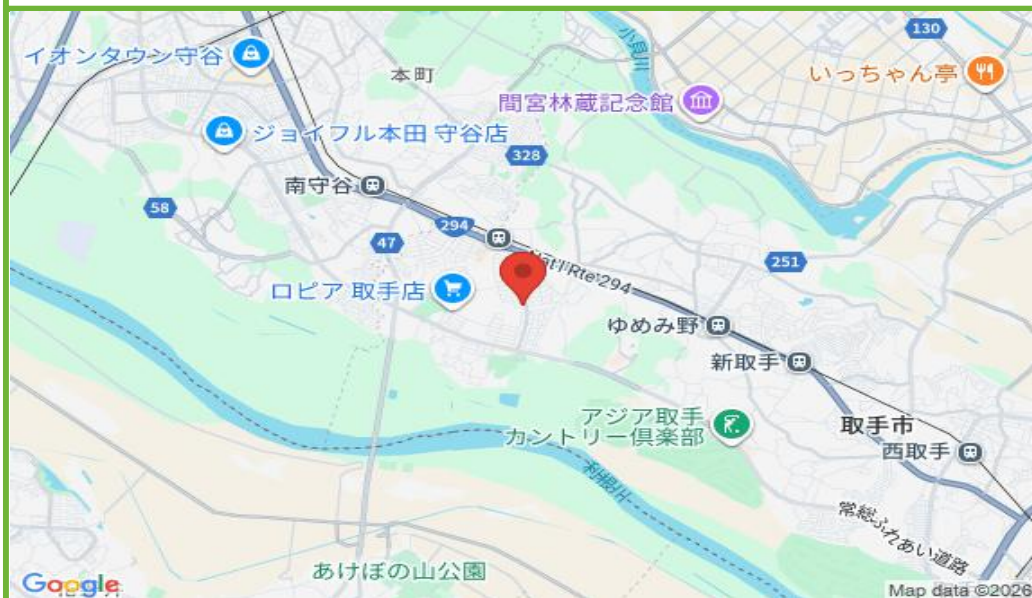 130
イオンタウン守谷
小貝川
いっちゃん亭
本町
間宮林蔵記念館
ジョイフル本田 守谷店
328
南守谷
58
294
47
251
Nat'l Rte 294
ロピア 取手店
ゆめみ野
新取手
アジア取手
カントリー倶楽部
取手市
西取手
利根川
常総ふれあい道路
あけぼの山公園
Google
Map data ©2026